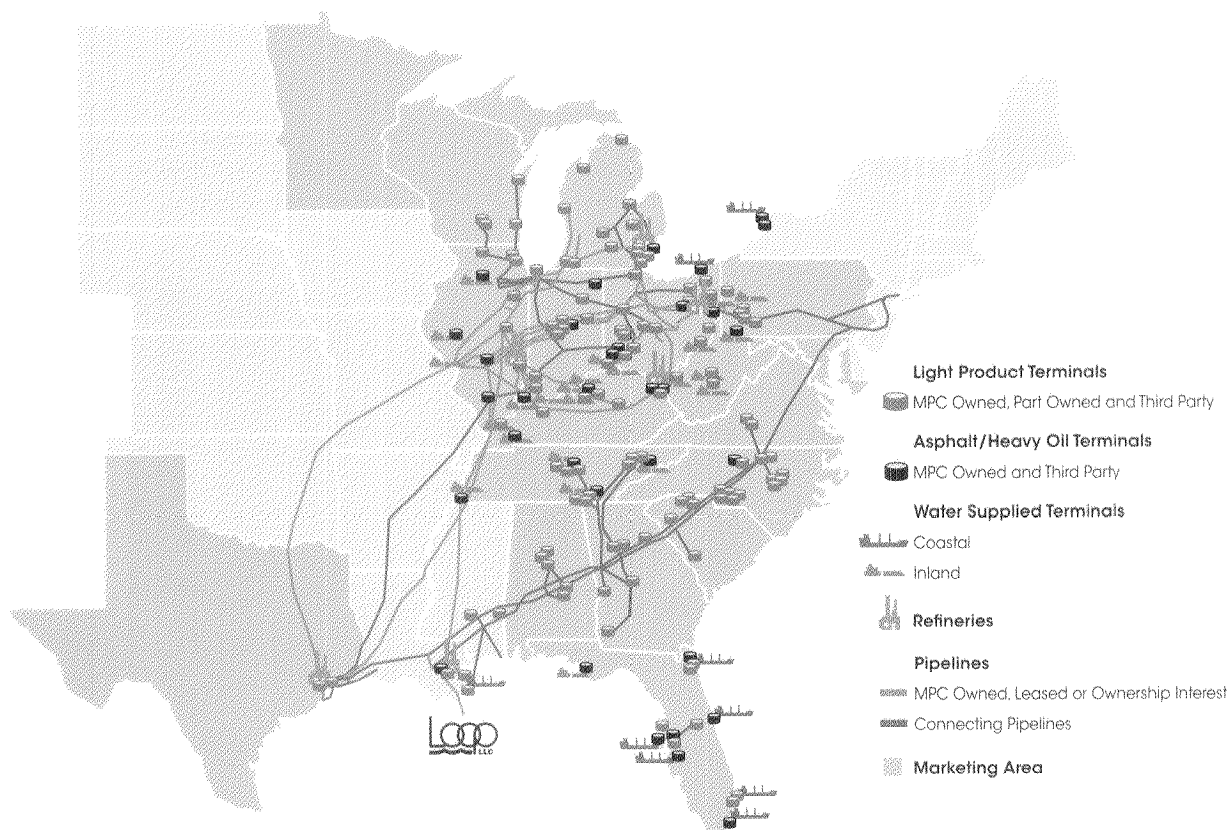 Light Product Terminals
MPC Owned, Part Owned and Third Party
Asphalt/Heavy Oil Terminals
MPC Owned and Third Party
Water Supplied Terminals
Coastal
Inland
Refineries
Pipelines
MPC Owned, Leased or Ownership Interest
Connecting Pipelines
Marketing Area
LOOP
LLC